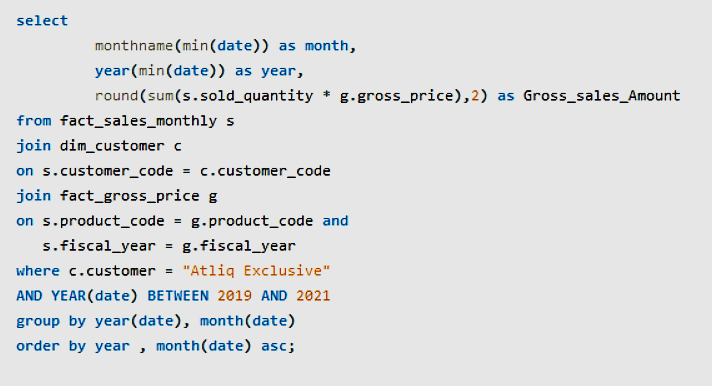 select
monthname(min(date)) as month,
year(min(date)) as year,
round(sum(s.sold_quantity * g.gross_price),2) as Gross_sales_Amount
from fact_sales_monthly s
join dim_customer c
on s.customer_code = c.customer_code
join fact_gross_price g
on s.product_code = g.product_code and
s.fiscal_year = g.fiscal_year
where c.customer = "Atliq Exclusive"
AND YEAR(date) BETWEEN 2019 AND 2021
group by year(date), month(date)
order by year , month(date) asc;